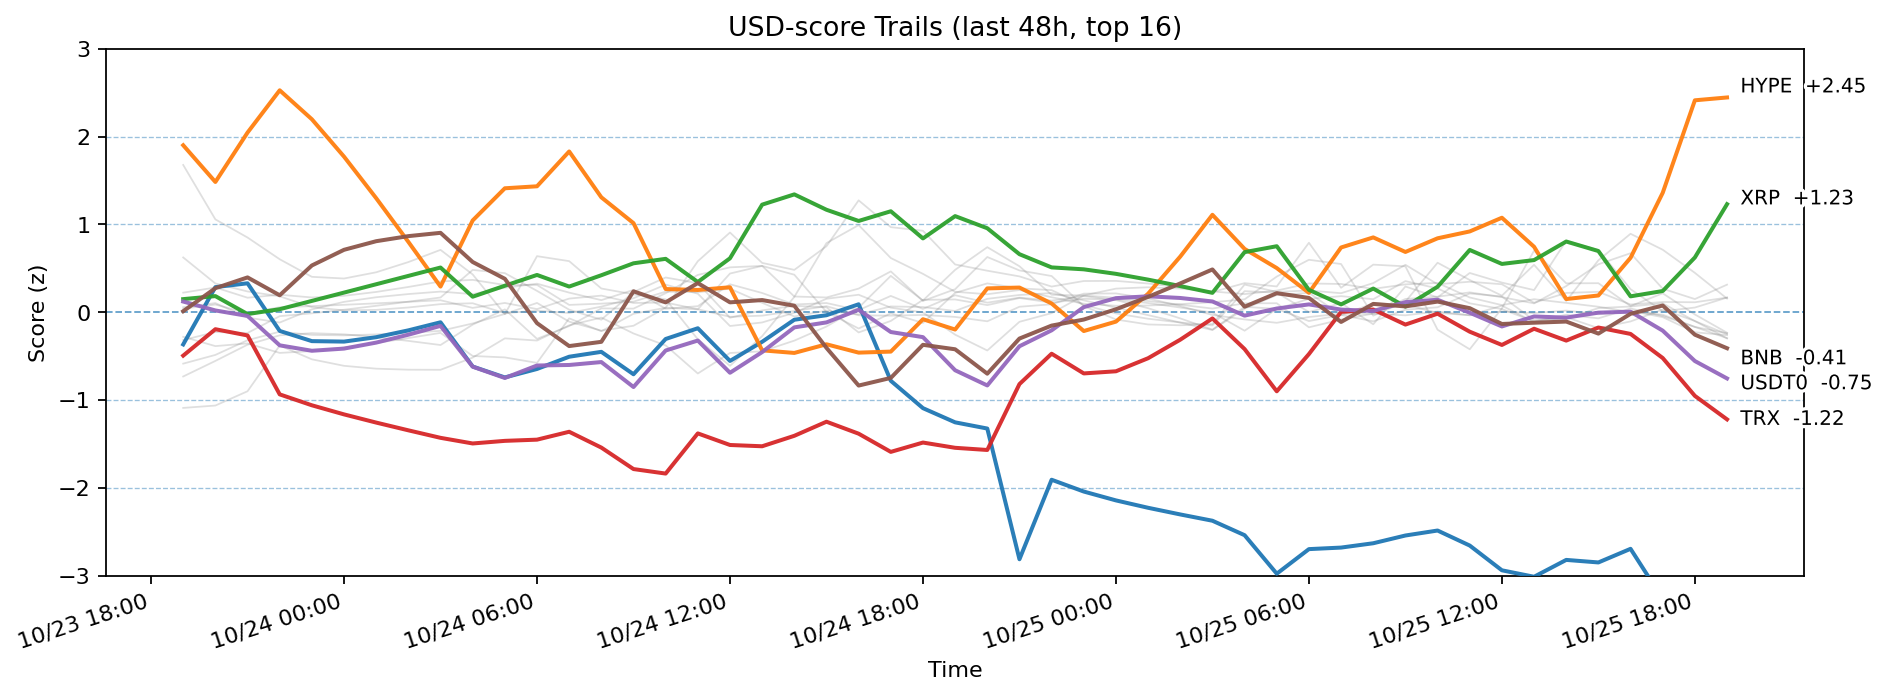 USD-score Trails (last 48h, top 16)
Score (z)
3
2
1
0
−1
−2
−3
HYPE +2.45
XRP +1.23
BNB -0.41
USDT0 -0.75
TRX -1.22
10/23 18:00
10/24 00:00
10/24 06:00
10/24 12:00
10/24 18:00
10/25 00:00
10/25 06:00
10/25 12:00
10/25 18:00
Time